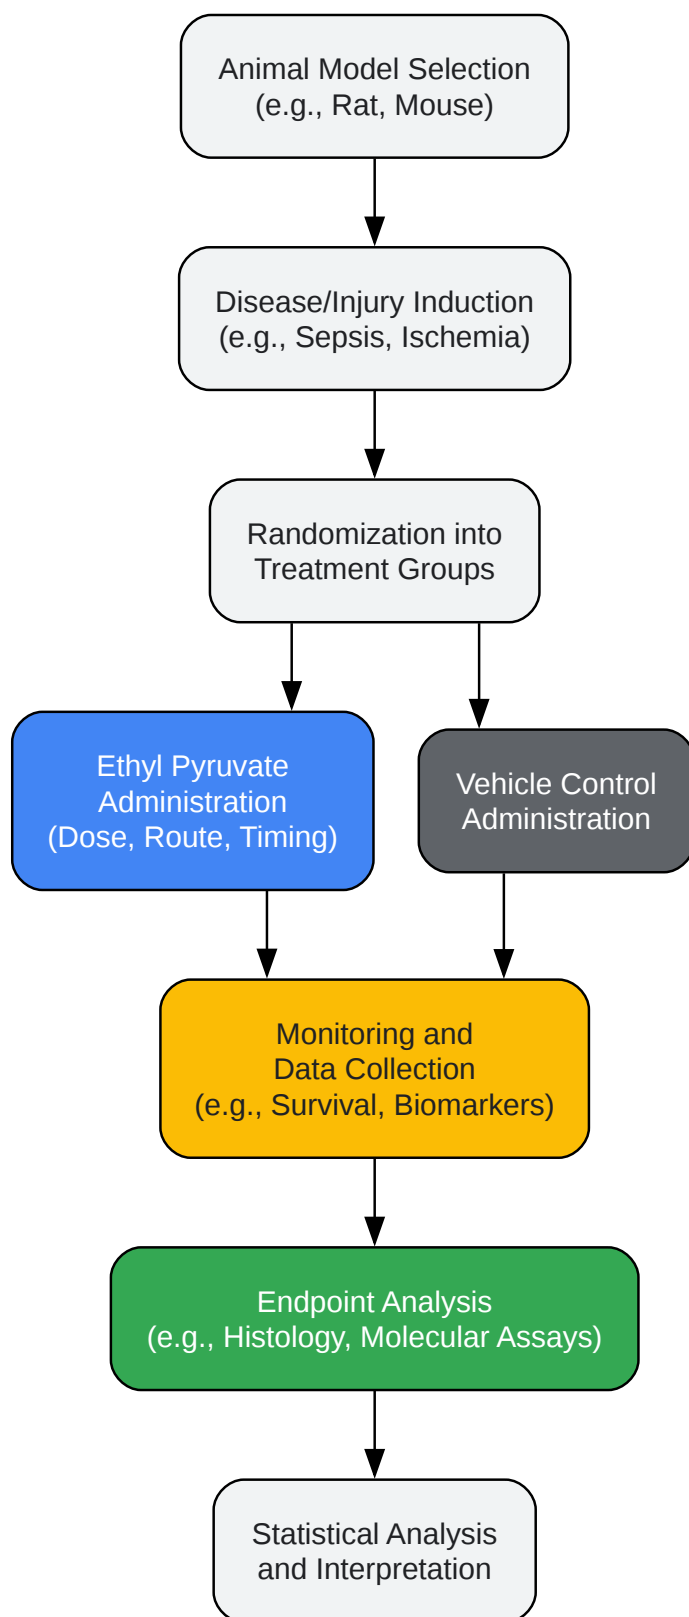 Animal Model Selection
(e.g., Rat, Mouse)
Disease/Injury Induction
(e.g., Sepsis, Ischemia)
Randomization into
Treatment Groups
Ethyl Pyruvate
Administration
(Dose, Route, Timing)
Vehicle Control
Administration
Monitoring and
Data Collection
(e.g., Survival, Biomarkers)
Endpoint Analysis
(e.g., Histology, Molecular Assays)
Statistical Analysis
and Interpretation